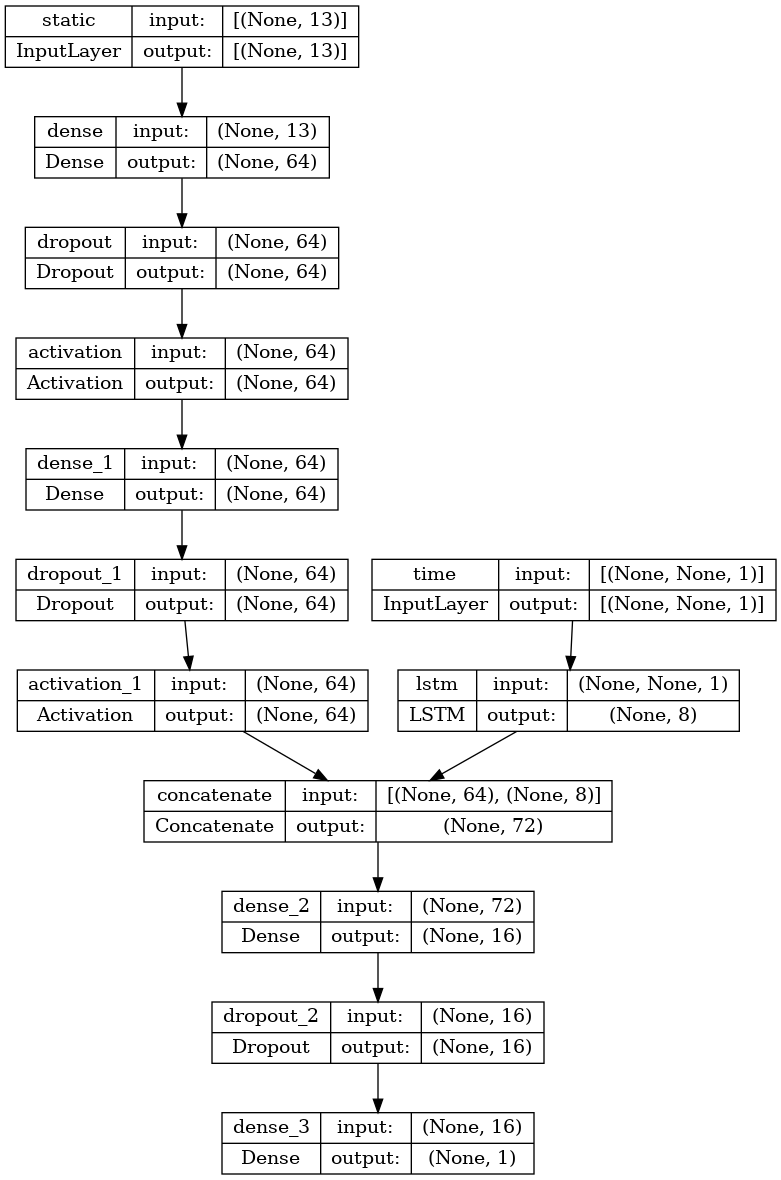 static input: [(None, 13)]
InputLayer output: [(None, 13)]
dense input: (None, 13)
Dense output: (None, 64)
dropout input: (None, 64)
Dropout output: (None, 64)
activation input: (None, 64)
Activation output: (None, 64)
dense_1 input: (None, 64)
Dense output: (None, 64)
dropout_1 input: (None, 64)
Dropout output: (None, 64)
time input: [(None, None, 1)]
InputLayer output: [(None, None, 1)]
activation_1 input: (None, 64)
Activation output: (None, 64)
lstm input: (None, None, 1)
LSTM output: (None, 8)
concatenate input: [(None, 64), (None, 8)]
Concatenate output: (None, 72)
dense_2 input: (None, 72)
Dense output: (None, 16)
dropout_2 input: (None, 16)
Dropout output: (None, 16)
dense_3 input: (None, 16)
Dense output: (None, 1)